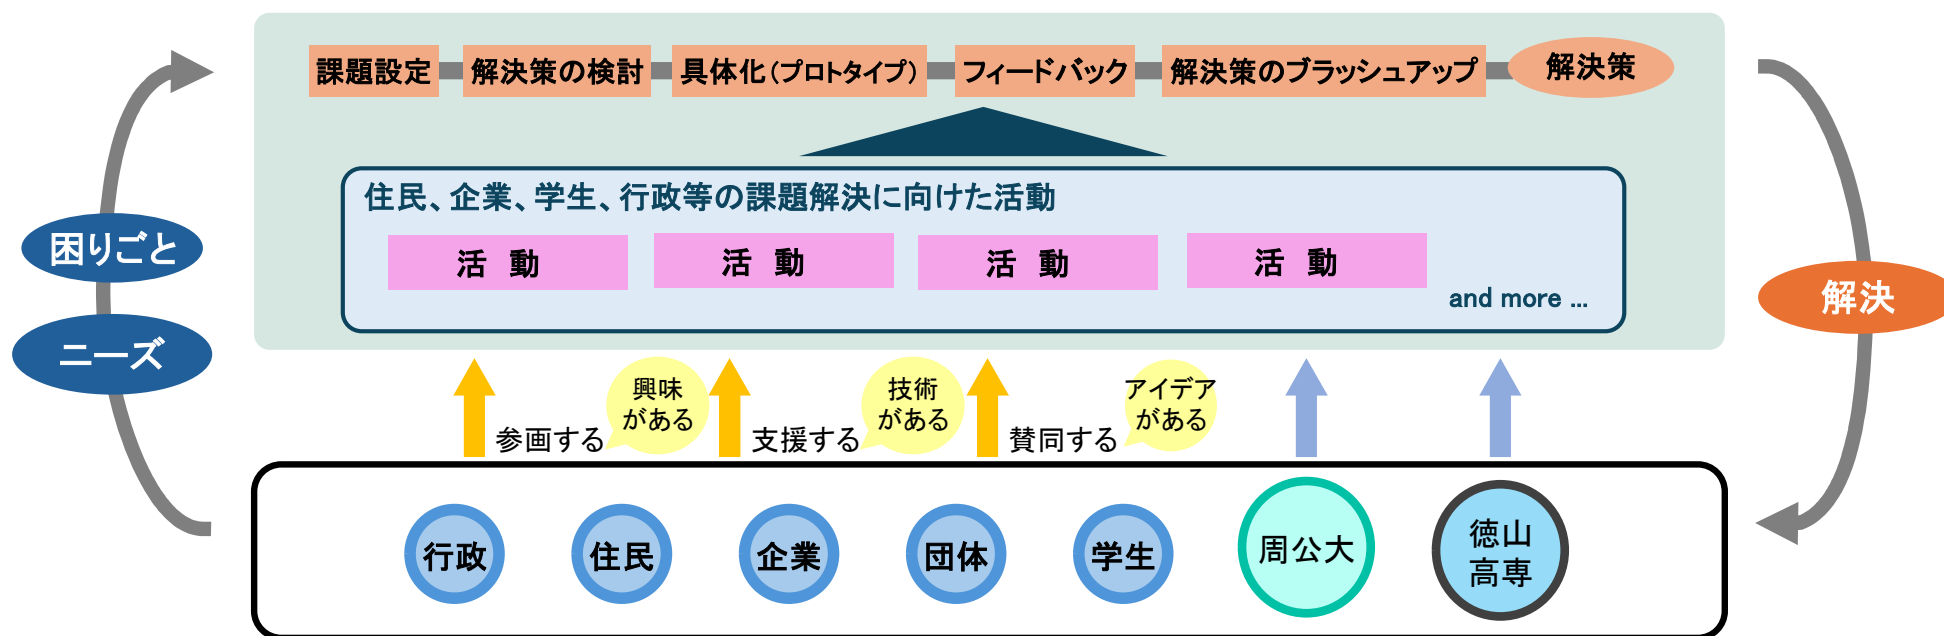 課題設定
解決策の検討
具体化（プロトタイプ）
フィードバック
解決策のブラッシュアップ
解決策
住民、企業、学生、行政等の課題解決に向けた活動
活　動
活　動
活　動
活　動
and more ...
困りごと
ニーズ
解決
参画する
興味
がある
支援する
技術
がある
賛同する
アイデア
がある
行政
住民
企業
団体
学生
周公大
徳山
高専